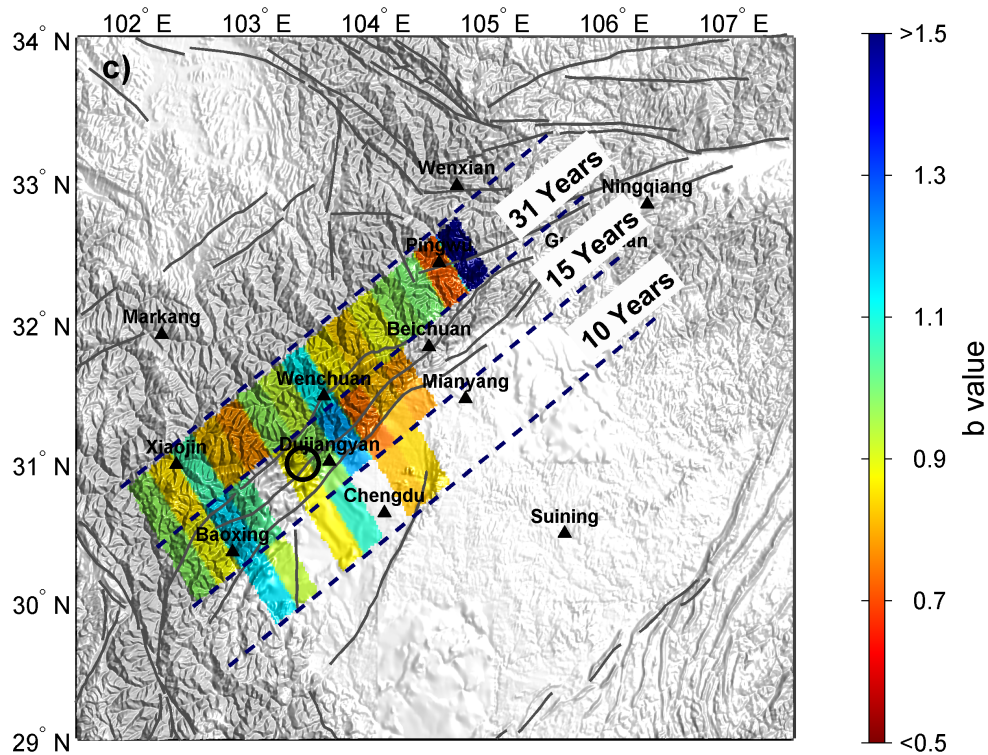 102° E 103° E 104° E 105° E 106° E 107° E
34° N
c)
>1.5
Wenxian
33° N
31 Years
Ningqiang
1.3
Pingwu
15 Years
32° N
Markang
10 Years
Beichuan
1.1
Wenchuan
Mianyang
b value
31° N
Xiaojin
Dujiangyan
0.9
Chengdu
Suining
Baoxing
30° N
0.7
29° N
<0.5